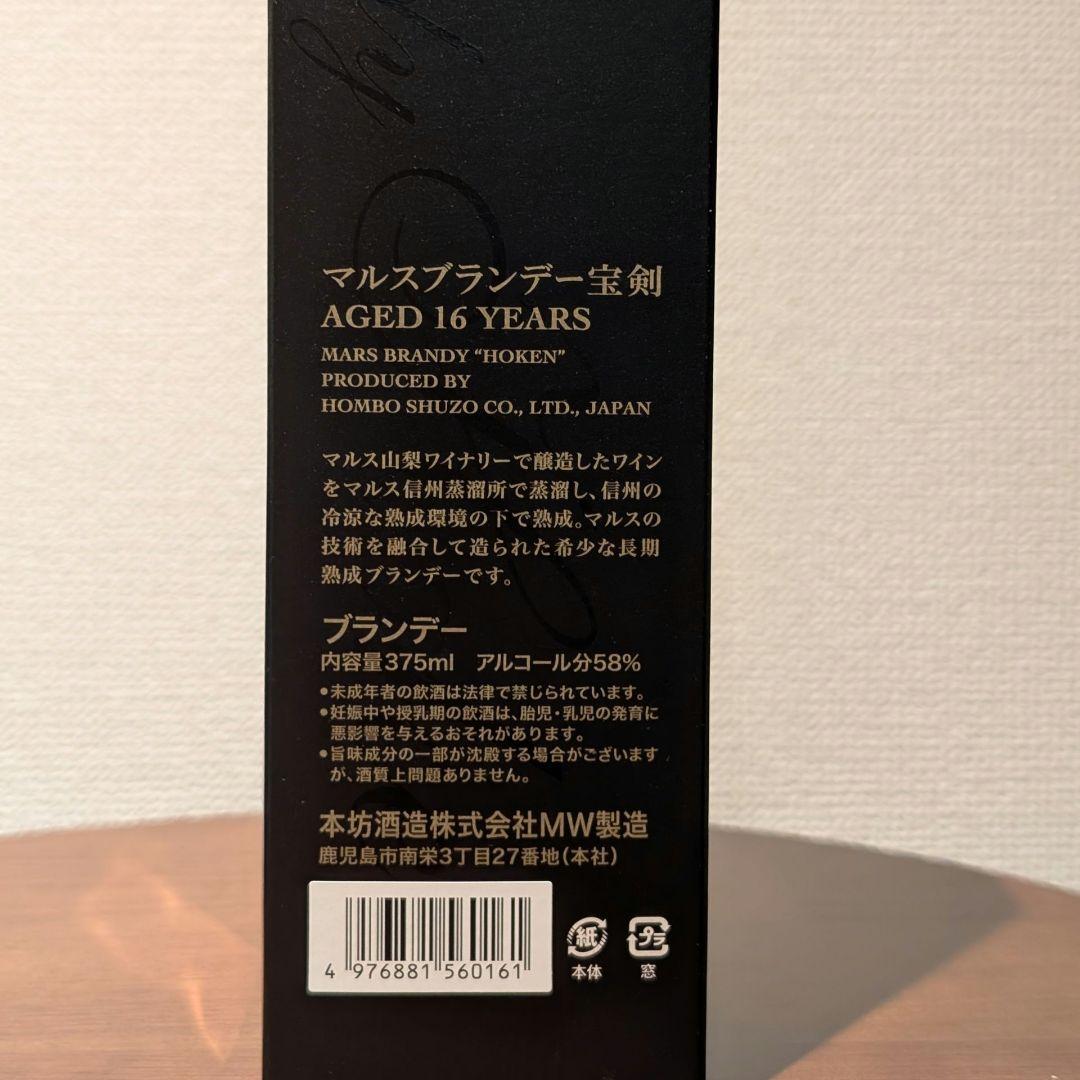 マルスブランデー宝剣
AGED 16 YEARS
MARS BRANDY “HOKEN”
PRODUCED BY
HOMBO SHUZO CO., LTD., JAPAN
マルス山梨ワイナリーで醸造したワイン
をマルス信州蒸溜所で蒸溜し、信州の
冷涼な熟成環境の下で熟成。マルスの
技術を融合して造られた希少な長期
熟成ブランデーです。
ブランデー
内容量375ml アルコール分58%
•未成年者の飲酒は法律で禁じられています。
•妊娠中や授乳期の飲酒は、胎児・乳児の発育に
悪影響を与えるおそれがあります。
•旨味成分の一部が沈殿する場合がございます
が、酒質上問題ありません。
本坊酒造株式会社MW製造
鹿児島市南栄3丁目27番地(本社)
4 976881 560161
紙 プラ
本体 窓